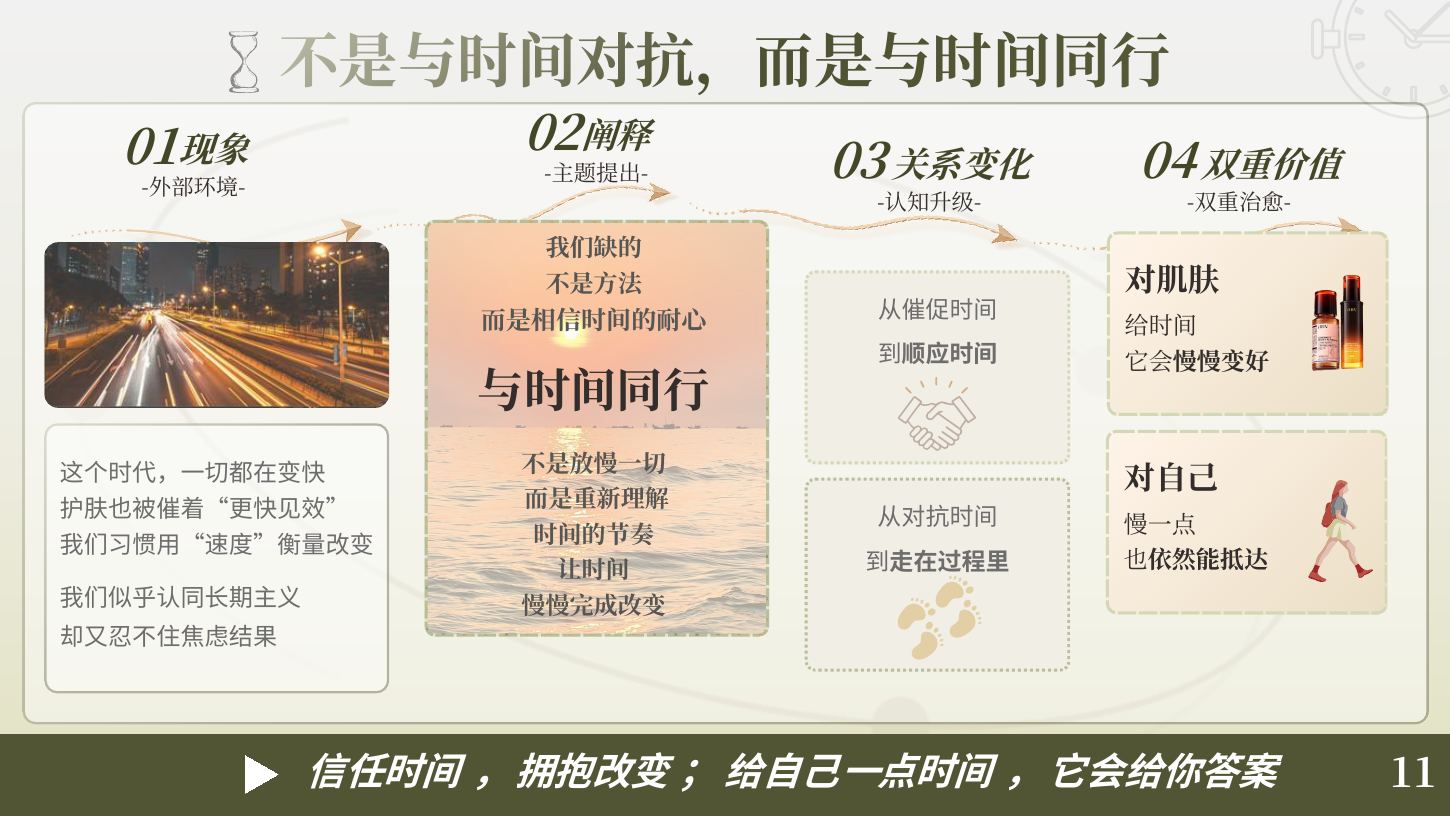 不是与时间对抗，而是与时间同行
01现象
-外部环境-
这个时代，一切都在变快
护肤也被催着“更快见效”
我们习惯用“速度”衡量改变
我们似乎认同长期主义
却又忍不住焦虑结果
02阐释
-主题提出-
我们缺的
不是方法
而是相信时间的耐心
与时间同行
不是放慢一切
而是重新理解
时间的节奏
让时间
慢慢完成改变
03关系变化
-认知升级-
从催促时间
到顺应时间
从对抗时间
到走在过程里
04双重价值
-双重治愈-
对肌肤
给时间
它会慢慢变好
对自己
慢一点
也依然能抵达
信任时间，拥抱改变；给自己一点时间，它会给你答案
11